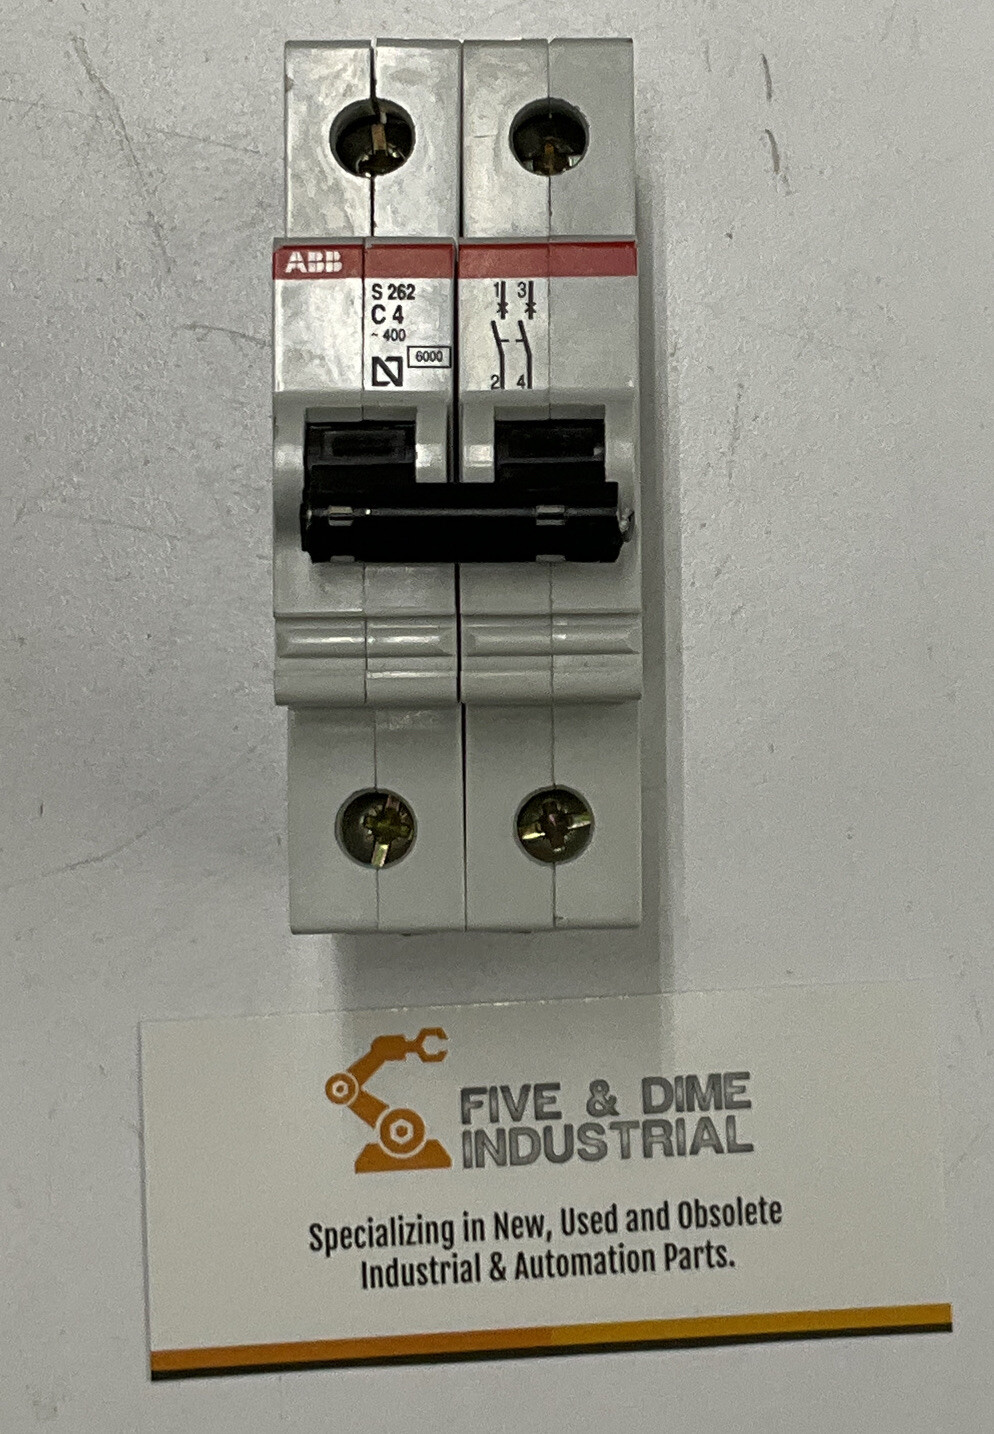 ABB
S 262
C 4
~ 400
6000
1 3
2 4
FIVE & DIME
INDUSTRIAL
Specializing in New, Used and Obsolete
Industrial & Automation Parts.